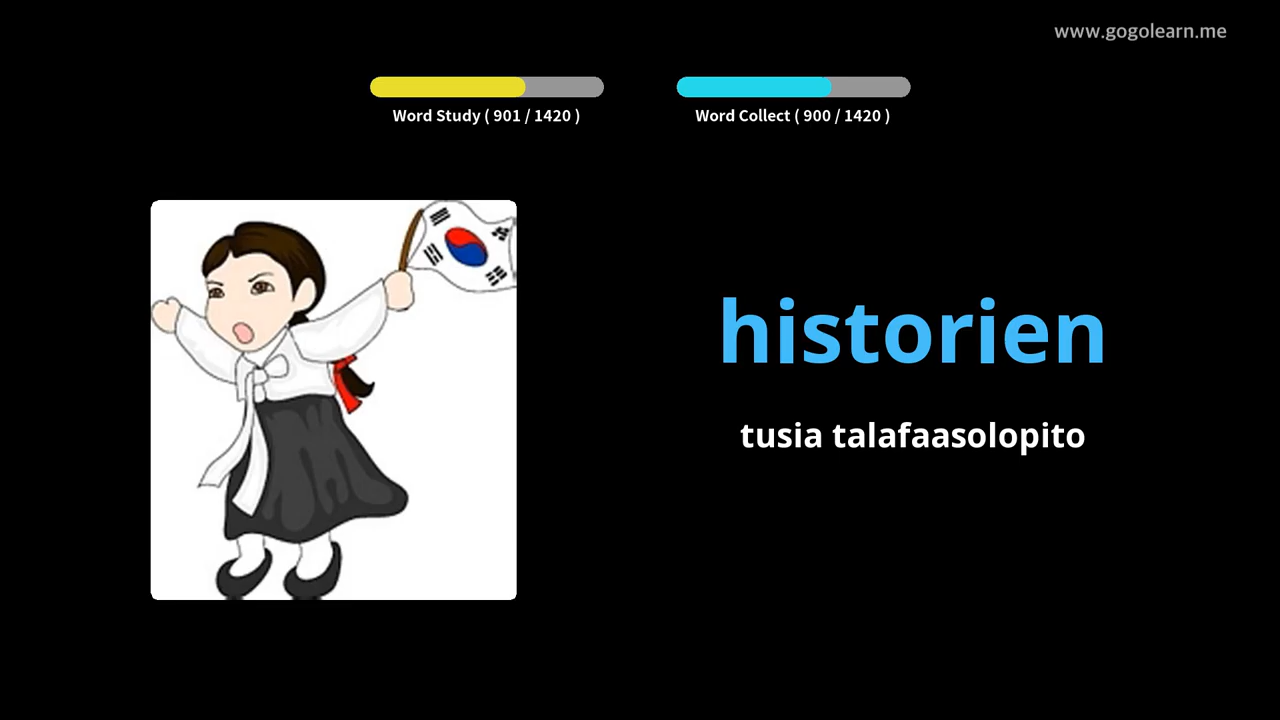 www.gogolearn.me
Word Study ( 901 / 1420 )
Word Collect ( 900 / 1420 )
historien
tusia talafaasolopito